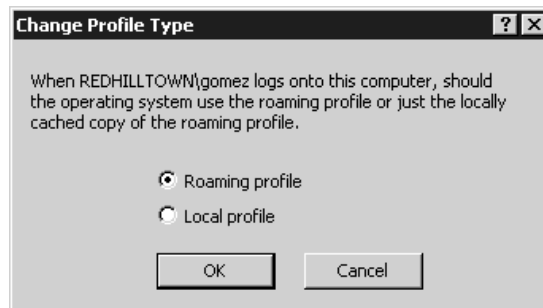 Change Profile Type
When REDHILLTOWN\gomez logs onto this computer, should
the operating system use the roaming profile or just the locally
cached copy of the roaming profile.
Roaming profile
Local profile
OK Cancel